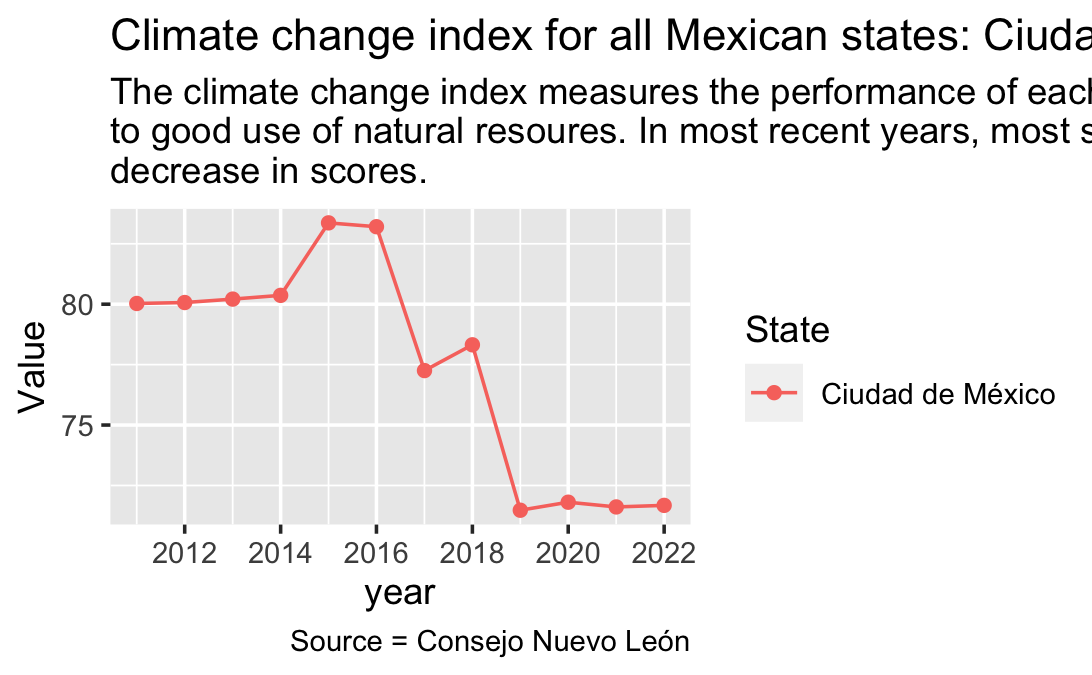 Climate change index for all Mexican states: Ciuda
The climate change index measures the performance of each
to good use of natural resoures. In most recent years, most s
decrease in scores.
80
75
Value
2012 2014 2016 2018 2020 2022
year
State
Ciudad de México
Source = Consejo Nuevo León